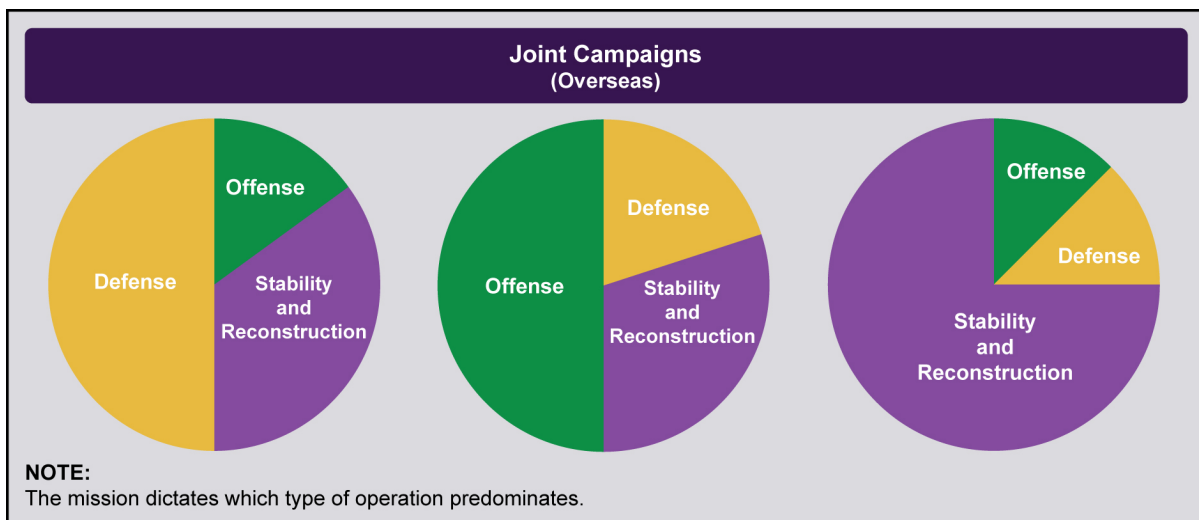 Joint Campaigns
(Overseas)
Offense
Defense
Stability
and
Reconstruction
Defense
Offense
Stability
and
Reconstruction
Offense
Defense
Stability
and
Reconstruction
NOTE:
The mission dictates which type of operation predominates.